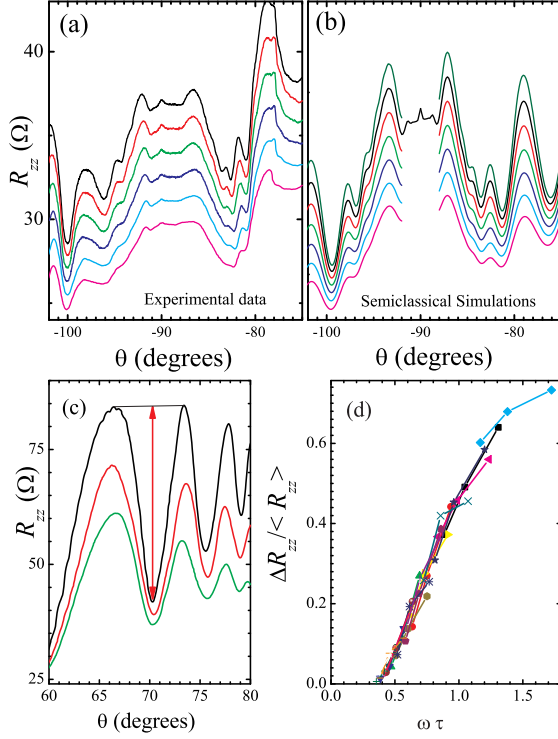 (a)
(b)
40
30
R_zz (Ω)
Experimental data
Semiclassical Simulations
-100 -90 -80
-100 -90 -80
θ (degrees)
θ (degrees)
(c)
(d)
75
50
25
R_zz (Ω)
60 65 70 75 80
θ (degrees)
0.6
0.4
0.2
0.0
ΔR_zz/<R_zz>
0.0 0.5 1.0 1.5
ω τ